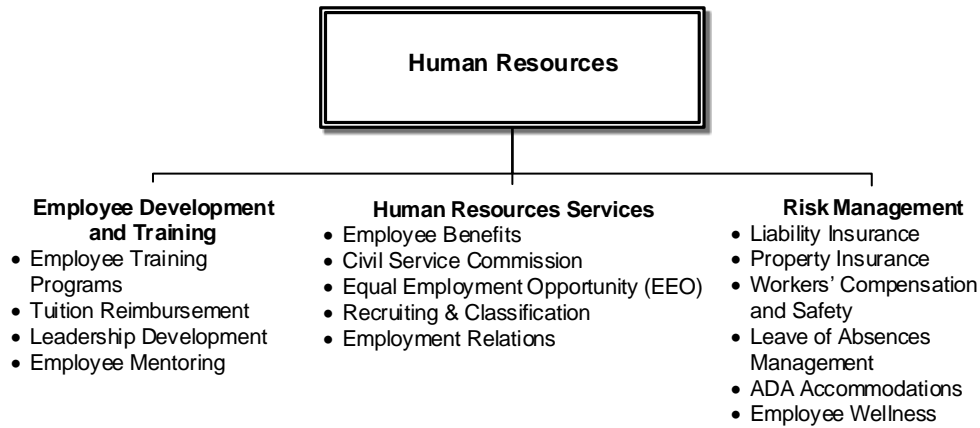 Human Resources
Employee Development
and Training
• Employee Training
Programs
• Tuition Reimbursement
• Leadership Development
• Employee Mentoring
Human Resources Services
• Employee Benefits
• Civil Service Commission
• Equal Employment Opportunity (EEO)
• Recruiting & Classification
• Employment Relations
Risk Management
• Liability Insurance
• Property Insurance
• Workers’ Compensation
and Safety
• Leave of Absences
Management
• ADA Accommodations
• Employee Wellness